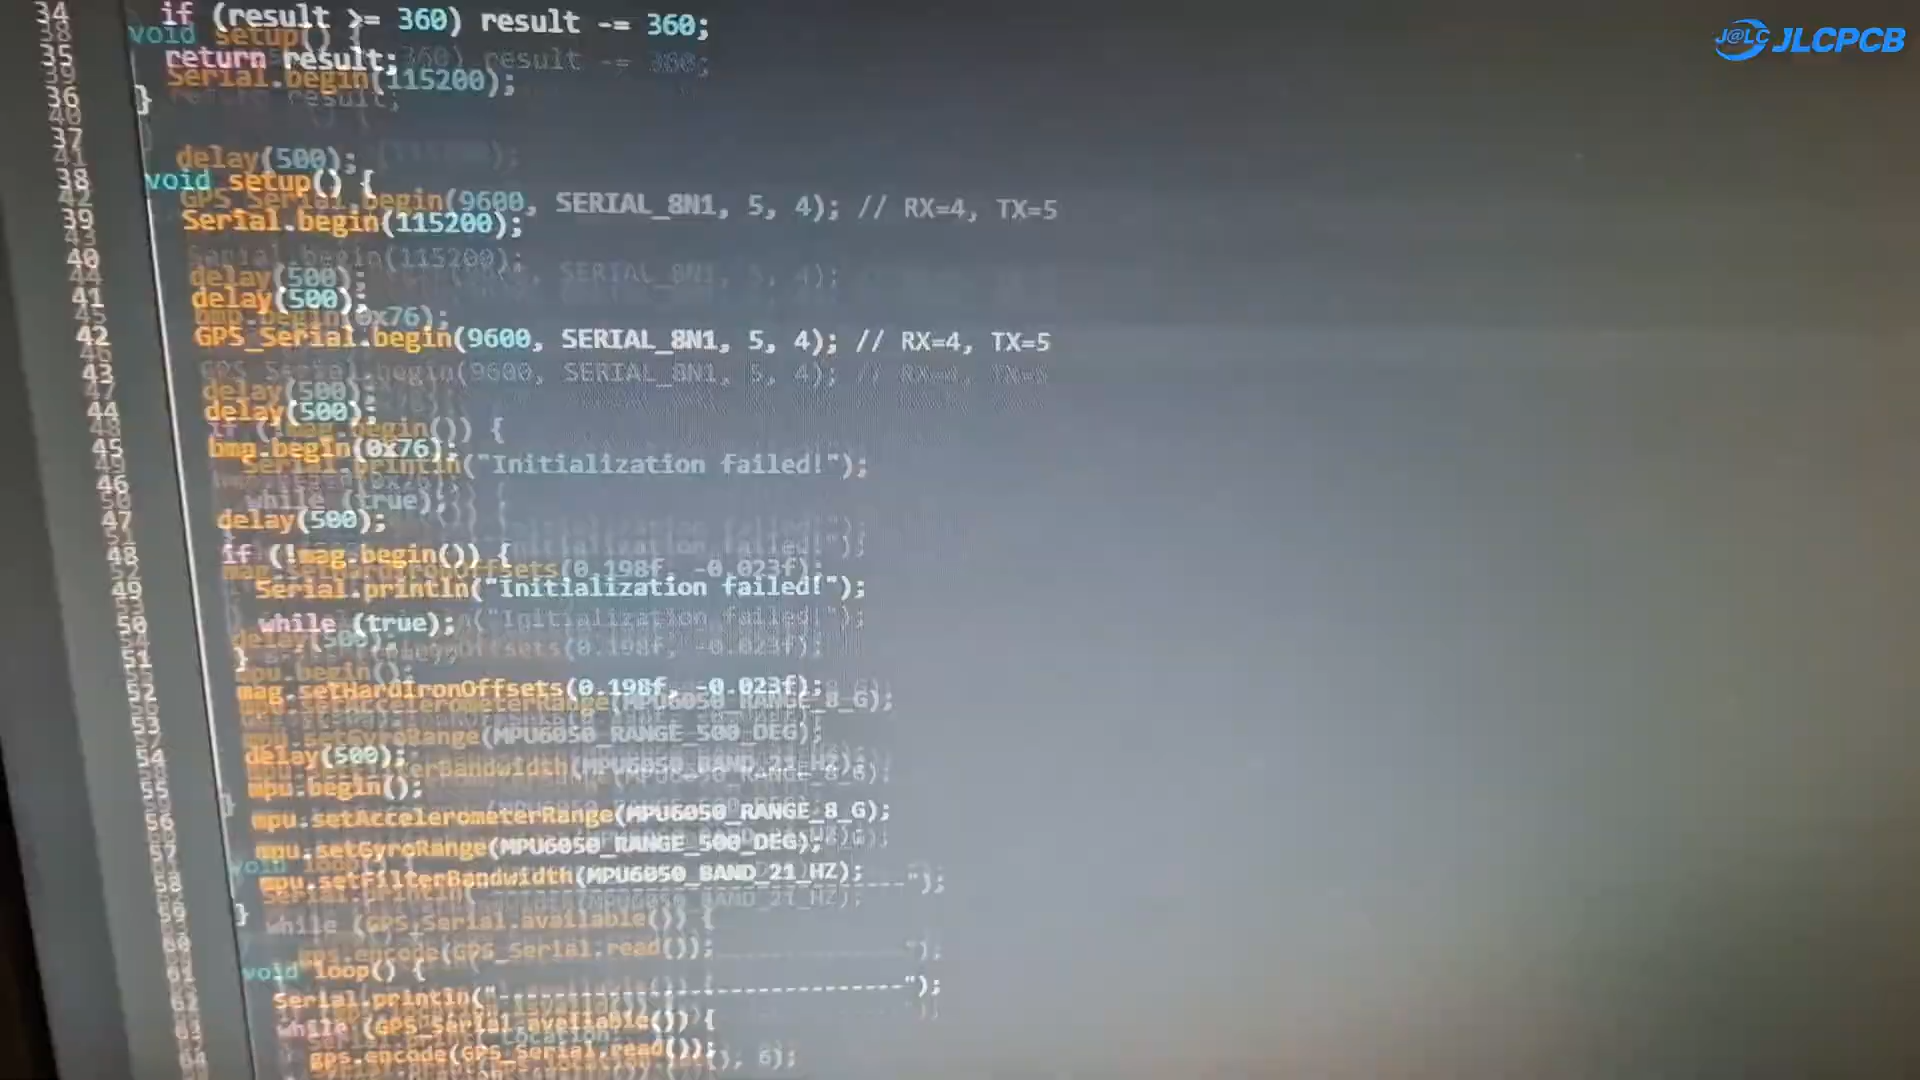 J@LC JLCPCB
34 if (result >= 360) result -= 360;
35 return result;
36 }
37
38 void setup() {
39 Serial.begin(115200);
40
41 delay(500);
42 GPS_Serial.begin(9600, SERIAL_8N1, 5, 4); // RX=4, TX=5
43
44 delay(500);
45 bmp.begin(0x76);
46
47 delay(500);
48 if (!mag.begin()) {
49 Serial.println("Initialization failed!");
50 while (true);
51 }
52 mag.setHardIronOffsets(0.198f, -0.023f);
53
54 delay(500);
55 mpu.begin();
56 mpu.setAccelerometerRange(MPU6050_RANGE_8_G);
57 mpu.setGyroRange(MPU6050_RANGE_500_DEG);
58 mpu.setFilterBandwidth(MPU6050_BAND_21_HZ);
59 }
60
61 void loop() {
62 Serial.println("------------------------------");
63 while (GPS_Serial.available()) {
64 gps.encode(GPS_Serial.read());